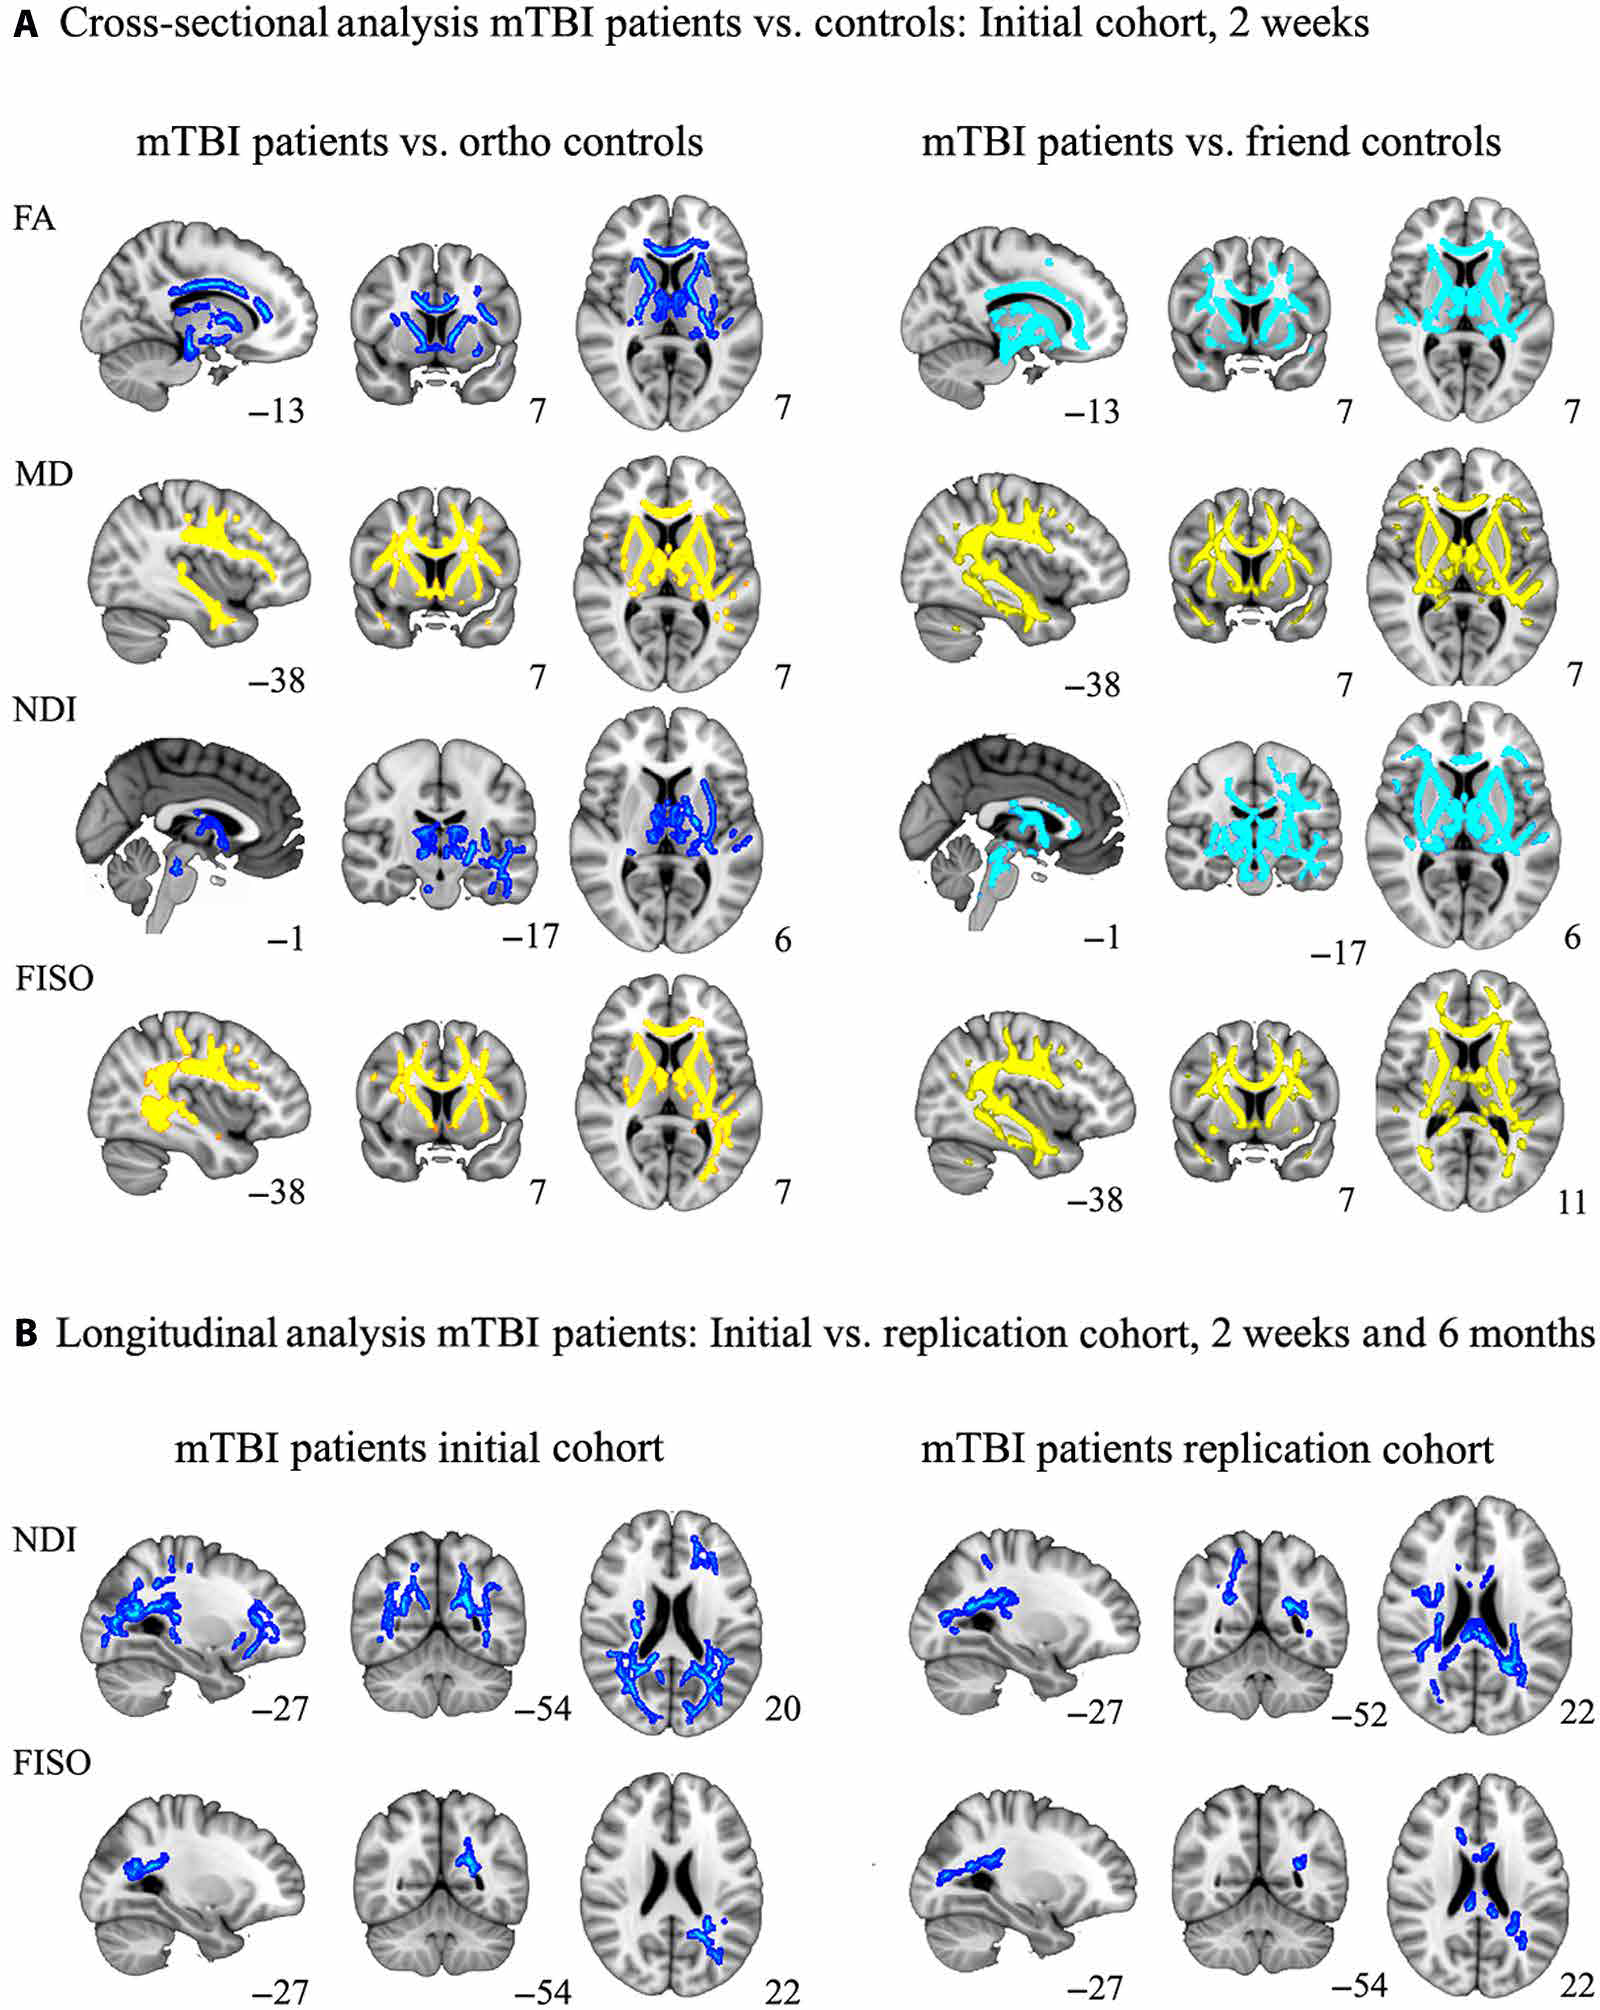 A Cross-sectional analysis mTBI patients vs. controls: Initial cohort, 2 weeks
mTBI patients vs. ortho controls
mTBI patients vs. friend controls
FA
−13 7 7 −13 7 7
MD
−38 7 7 −38 7 7
NDI
−1 −17 6 −1 −17 6
FISO
−38 7 7 −38 7 11
B Longitudinal analysis mTBI patients: Initial vs. replication cohort, 2 weeks and 6 months
mTBI patients initial cohort
mTBI patients replication cohort
NDI
−27 −54 20 −27 −52 22
FISO
−27 −54 22 −27 −54 22